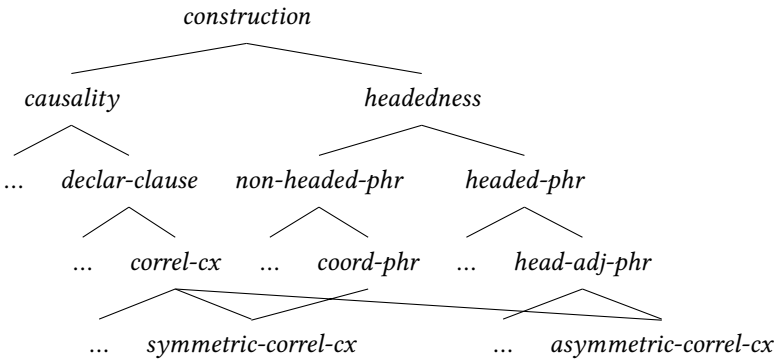 construction
causality headedness
... declar-clause non-headed-phr headed-phr
... correl-cx ... coord-phr ... head-adj-phr
... symmetric-correl-cx ... asymmetric-correl-cx